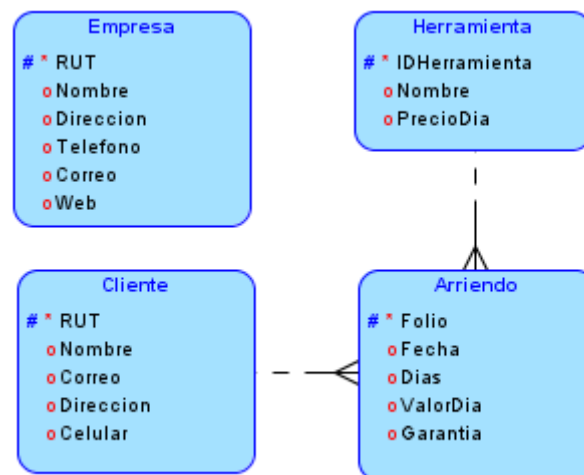 Empresa
# * RUT
o Nombre
o Direccion
o Telefono
o Correo
o Web
Herramienta
# * IDHerramienta
o Nombre
o PrecioDia
Cliente
# * RUT
o Nombre
o Correo
o Direccion
o Celular
Arriendo
# * Folio
o Fecha
o Dias
o ValorDia
o Garantia